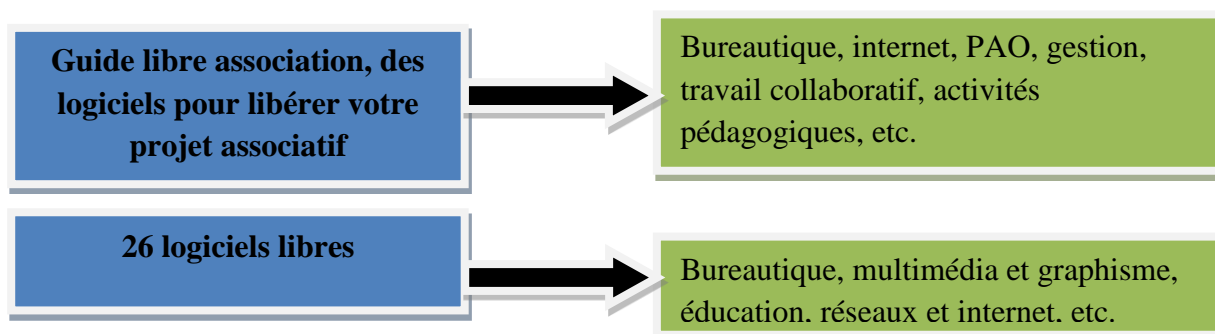 Guide libre association, des
logiciels pour libérer votre
projet associatif
Bureautique, internet, PAO, gestion,
travail collaboratif, activités
pédagogiques, etc.
26 logiciels libres
Bureautique, multimédia et graphisme,
éducation, réseaux et internet, etc.